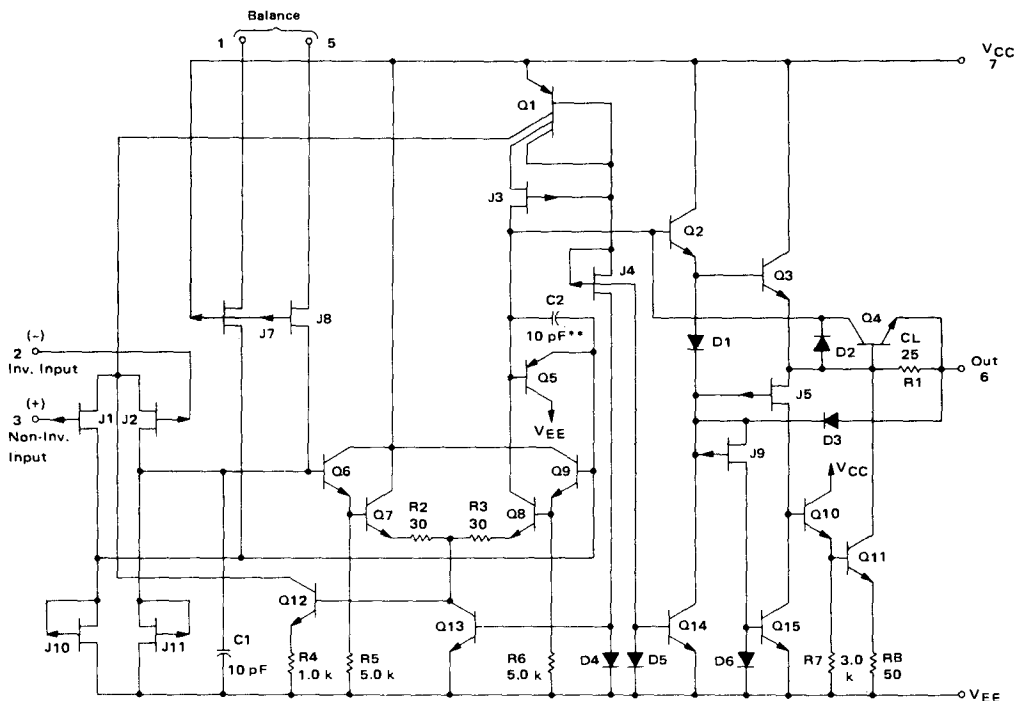 Balance
1
5
VCC
7
Q1
J3
Q2
J4
Q3
C2
10 pF**
Q4
CL
25
R1
D2
D1
Out
6
J7
J8
(-)
2
Inv. Input
Q5
VEE
J5
D3
(+)
3
Non-Inv.
Input
J1
J2
J9
VCC
Q6
Q9
Q7
R2
30
R3
30
Q8
Q10
Q11
Q12
Q13
Q14
Q15
J10
J11
C1
10 pF
R4
1.0 k
R5
5.0 k
R6
5.0 k
D4
D5
D6
R7
3.0
k
R8
50
VEE